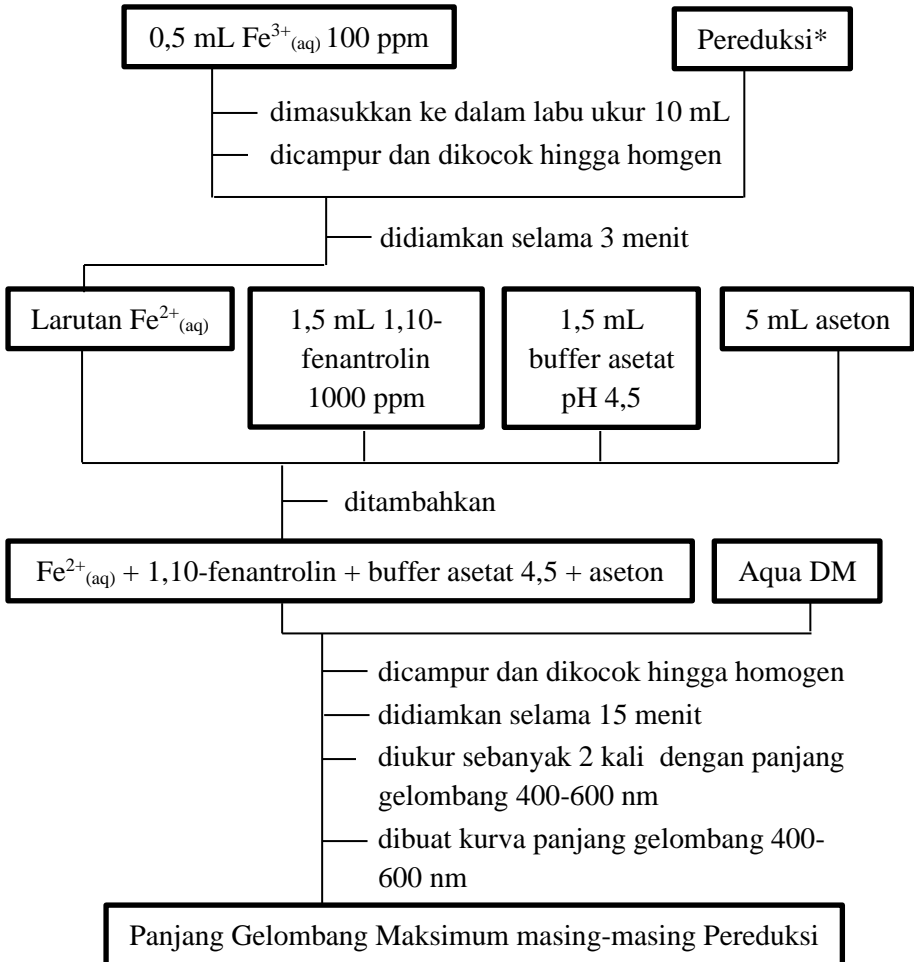 0,5 mL Fe³⁺₍aq₎ 100 ppm
Pereduksi*
dimasukkan ke dalam labu ukur 10 mL
dicampur dan dikocok hingga homgen
didiamkan selama 3 menit
Larutan Fe²⁺₍aq₎
1,5 mL 1,10-
fenantrolin
1000 ppm
1,5 mL
buffer asetat
pH 4,5
5 mL aseton
ditambahkan
Fe²⁺₍aq₎ + 1,10-fenantrolin + buffer asetat 4,5 + aseton
Aqua DM
dicampur dan dikocok hingga homogen
didiamkan selama 15 menit
diukur sebanyak 2 kali dengan panjang
gelombang 400-600 nm
dibuat kurva panjang gelombang 400-
600 nm
Panjang Gelombang Maksimum masing-masing Pereduksi